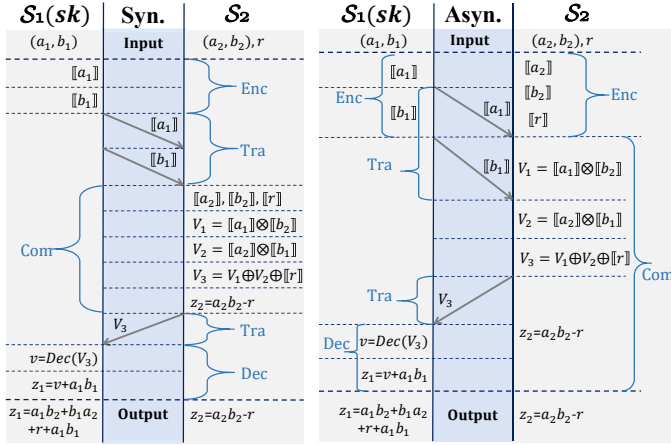 𝒮₁(sk) Syn. 𝒮₂
(a₁, b₁) Input (a₂, b₂), r
⟦a₁⟧
Enc
⟦b₁⟧
⟦a₁⟧
Tra
⟦b₁⟧
⟦a₂⟧, ⟦b₂⟧, ⟦r⟧
V₁ = ⟦a₁⟧⊗⟦b₂⟧
Com
V₂ = ⟦a₂⟧⊗⟦b₁⟧
V₃ = V₁⊕V₂⊕⟦r⟧
z₂=a₂b₂-r
V₃
Tra
v=Dec(V₃)
Dec
z₁=v+a₁b₁
z₁=a₁b₂+b₁a₂ Output z₂=a₂b₂-r
+r+a₁b₁
𝒮₁(sk) Asyn. 𝒮₂
(a₁, b₁) Input (a₂, b₂), r
⟦a₁⟧ ⟦a₂⟧
Enc ⟦b₂⟧ Enc
⟦b₁⟧ ⟦a₁⟧ ⟦r⟧
Tra ⟦b₁⟧ V₁ = ⟦a₁⟧⊗⟦b₂⟧
V₂ = ⟦a₂⟧⊗⟦b₁⟧
V₃ = V₁⊕V₂⊕⟦r⟧
Com
Tra V₃
z₂=a₂b₂-r
Dec v=Dec(V₃)
z₁=v+a₁b₁
z₁=a₁b₂+b₁a₂ Output z₂=a₂b₂-r
+r+a₁b₁